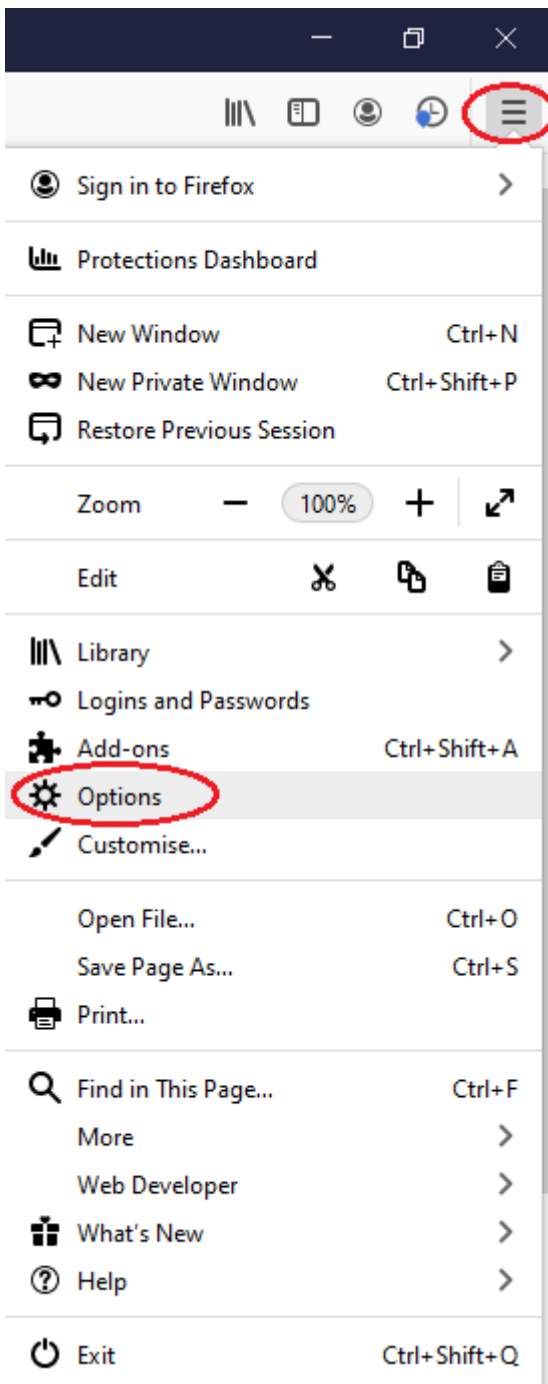 Sign in to Firefox
Protections Dashboard
New Window Ctrl+N
New Private Window Ctrl+Shift+P
Restore Previous Session
Zoom 100%
Edit
Library
Logins and Passwords
Add-ons Ctrl+Shift+A
Options
Customise...
Open File... Ctrl+O
Save Page As... Ctrl+S
Print...
Find in This Page... Ctrl+F
More
Web Developer
What's New
Help
Exit Ctrl+Shift+Q